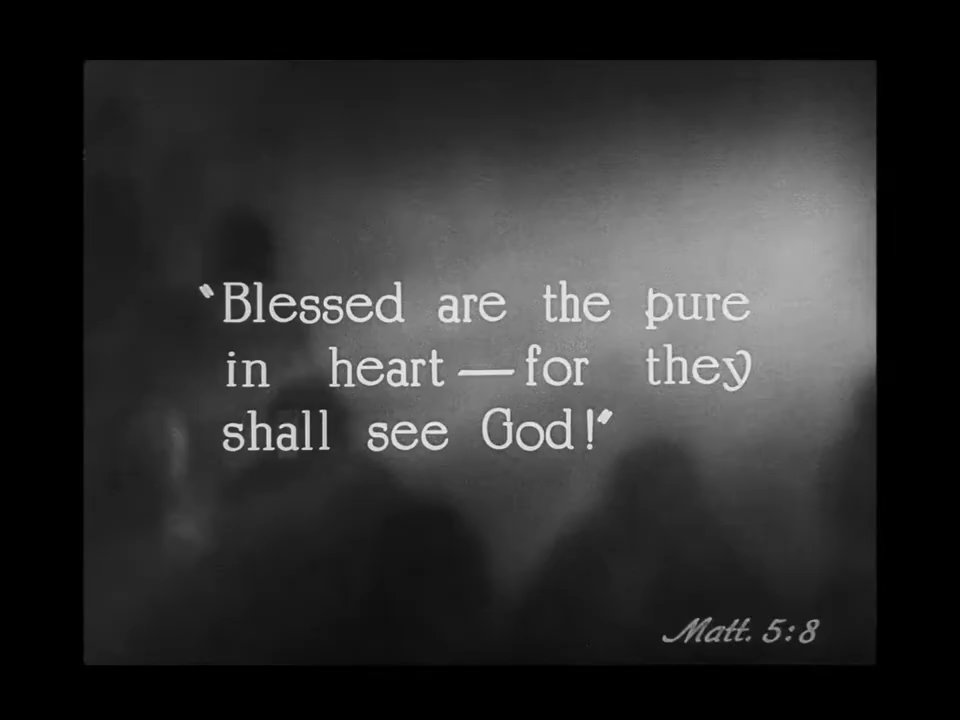 "Blessed are the pure
in heart — for they
shall see God!"
Matt. 5:8